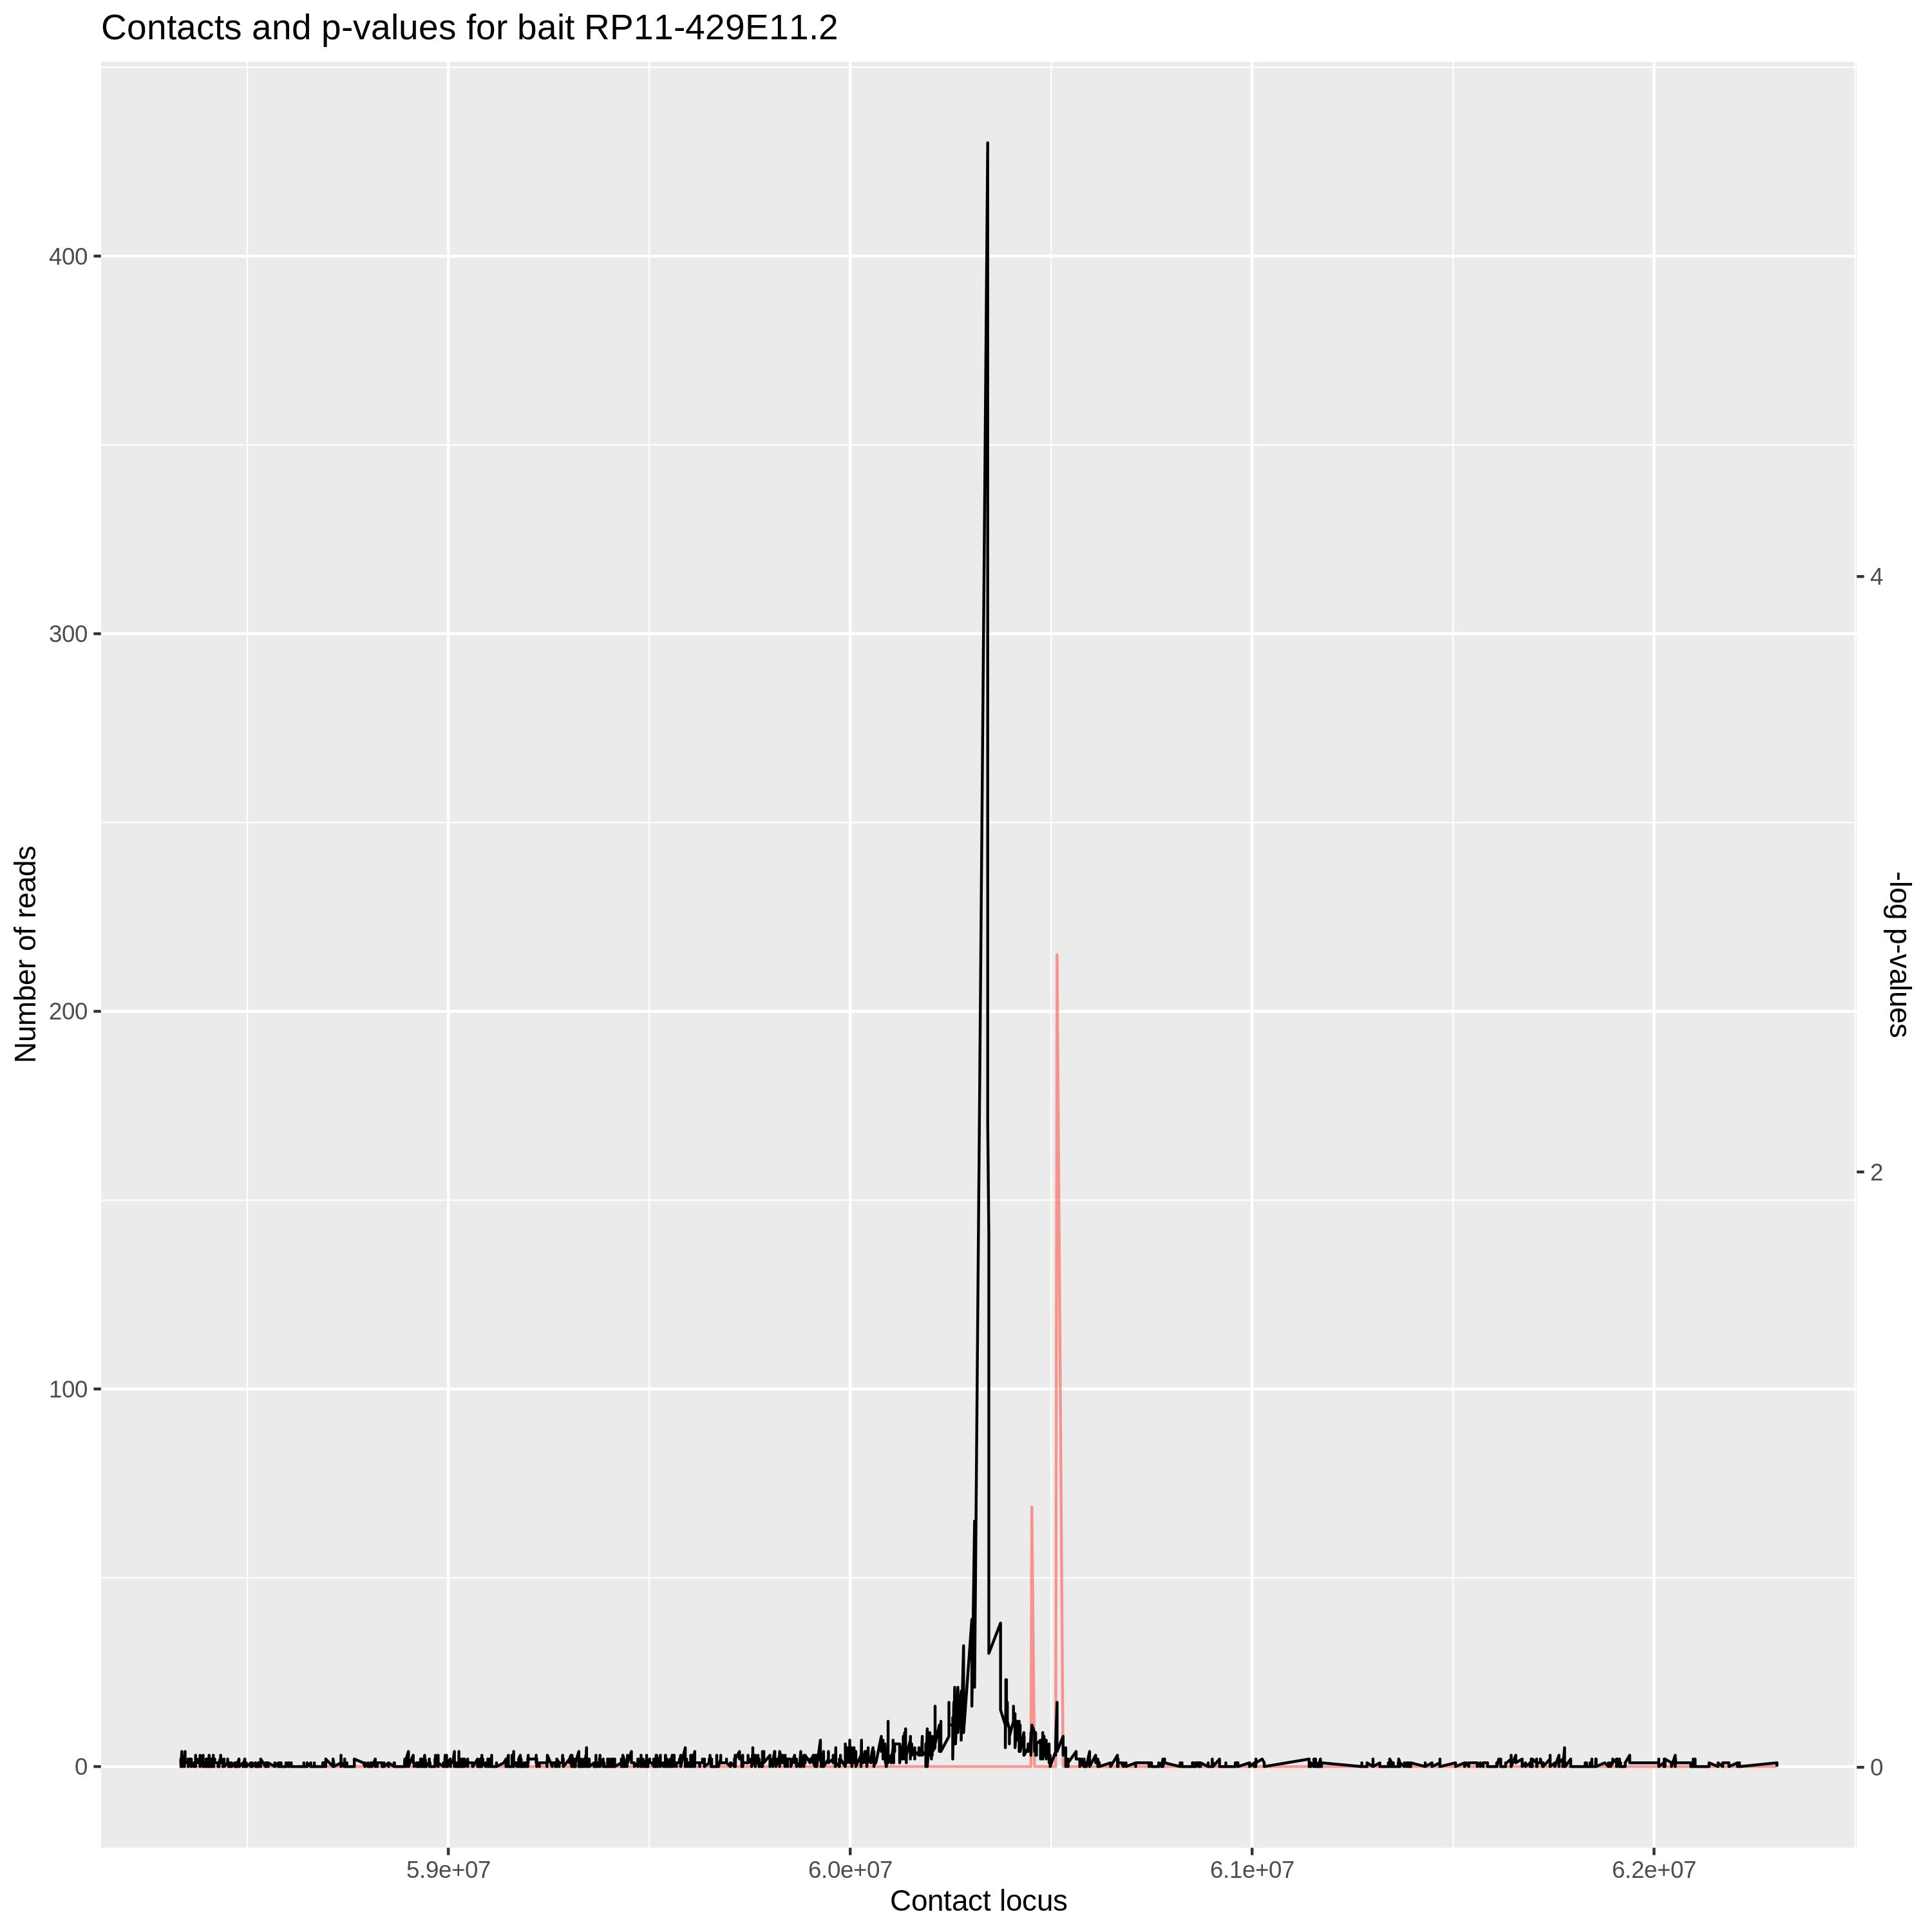 Contacts and p-values for bait RP11-429E11.2
400
300
200
100
0
Number of reads
4
2
0
-log p-values
5.9e+07
6.0e+07
6.1e+07
6.2e+07
Contact locus